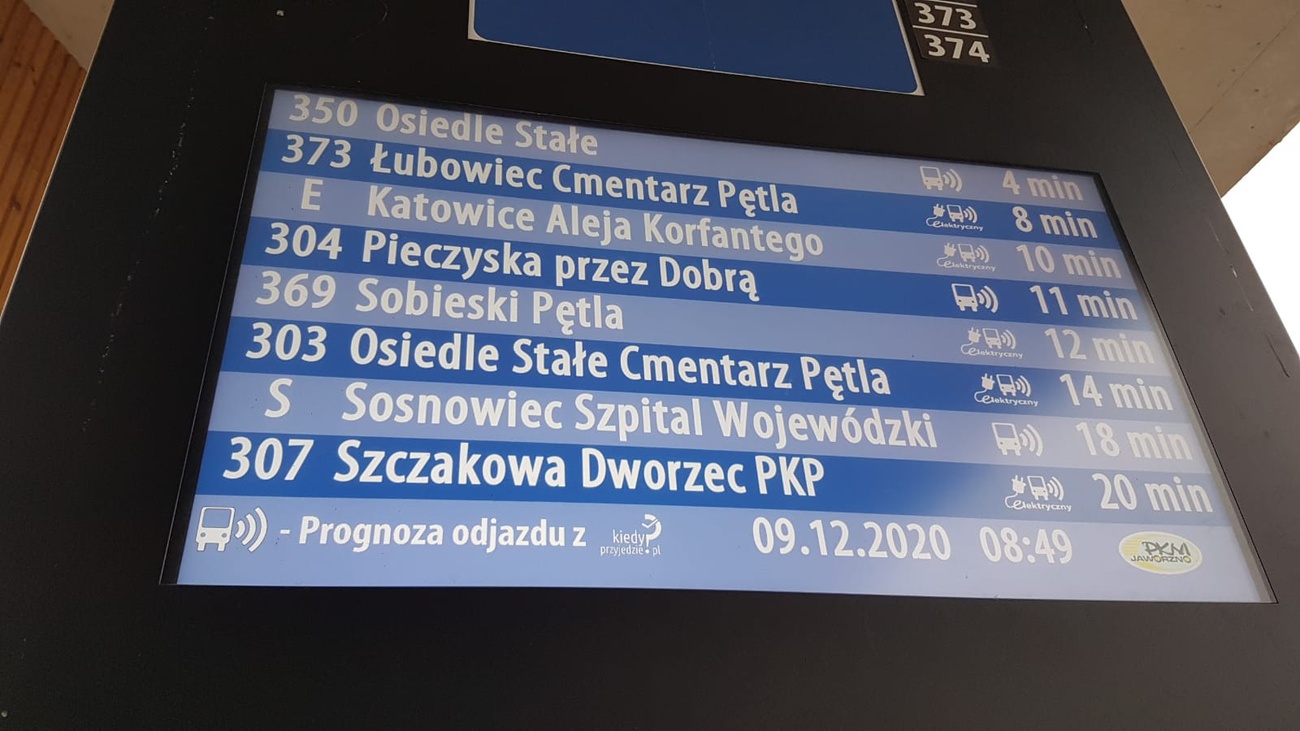 373
374
350 Osiedle Stałe 4 min
373 Łubowiec Cmentarz Pętla elektryczny 8 min
E Katowice Aleja Korfantego elektryczny 10 min
304 Pieczyska przez Dobrą 11 min
369 Sobieski Pętla elektryczny 12 min
303 Osiedle Stałe Cmentarz Pętla elektryczny 14 min
S Sosnowiec Szpital Wojewódzki 18 min
307 Szczakowa Dworzec PKP elektryczny 20 min
- Prognoza odjazdu z kiedy przyjedzie.pl 09.12.2020 08:49 PKM JAWORZNO